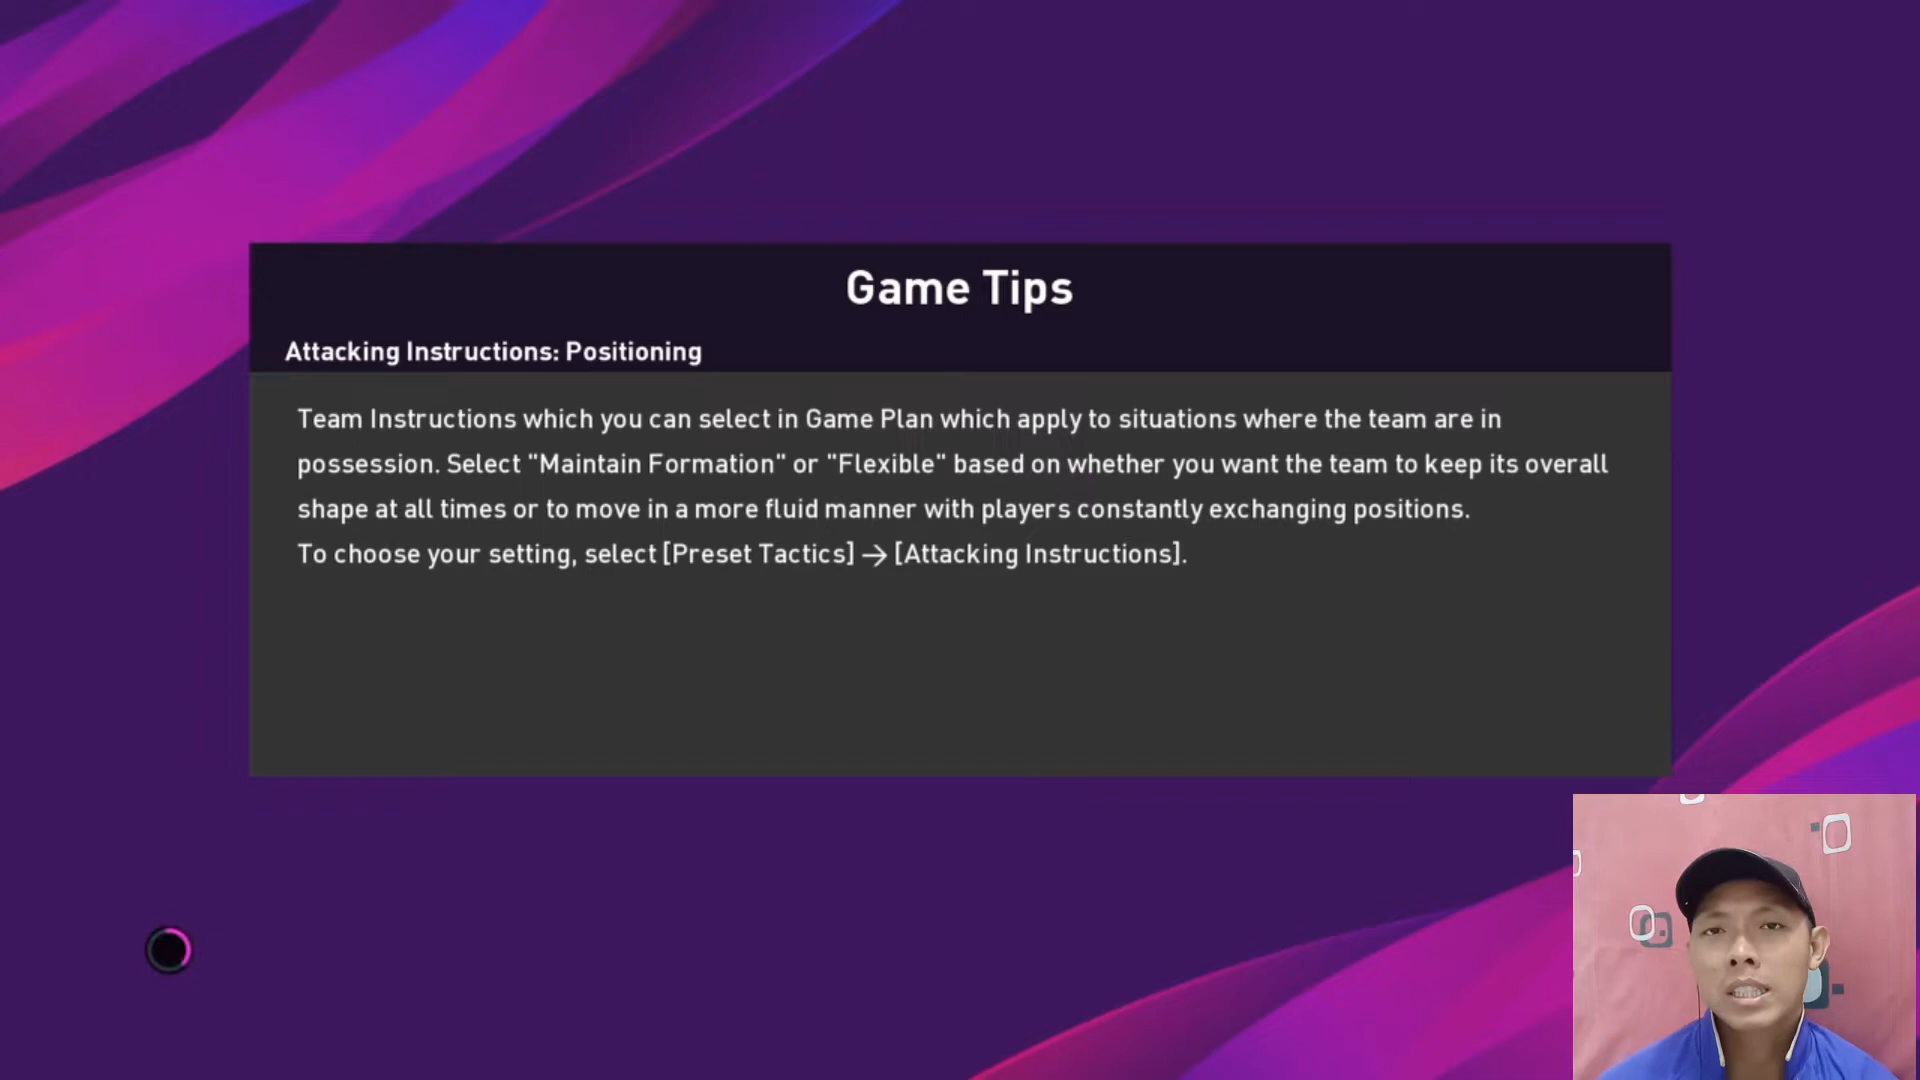 Game Tips
Attacking Instructions: Positioning
Team Instructions which you can select in Game Plan which apply to situations where the team are in
possession. Select "Maintain Formation" or "Flexible" based on whether you want the team to keep its overall
shape at all times or to move in a more fluid manner with players constantly exchanging positions.
To choose your setting, select [Preset Tactics] → [Attacking Instructions].